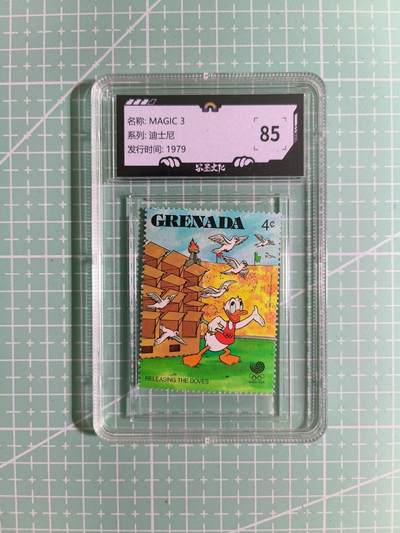 名称: MAGIC 3
系列: 迪士尼
发行时间: 1979
85
GRENADA
4¢
RELEASING THE DOVES